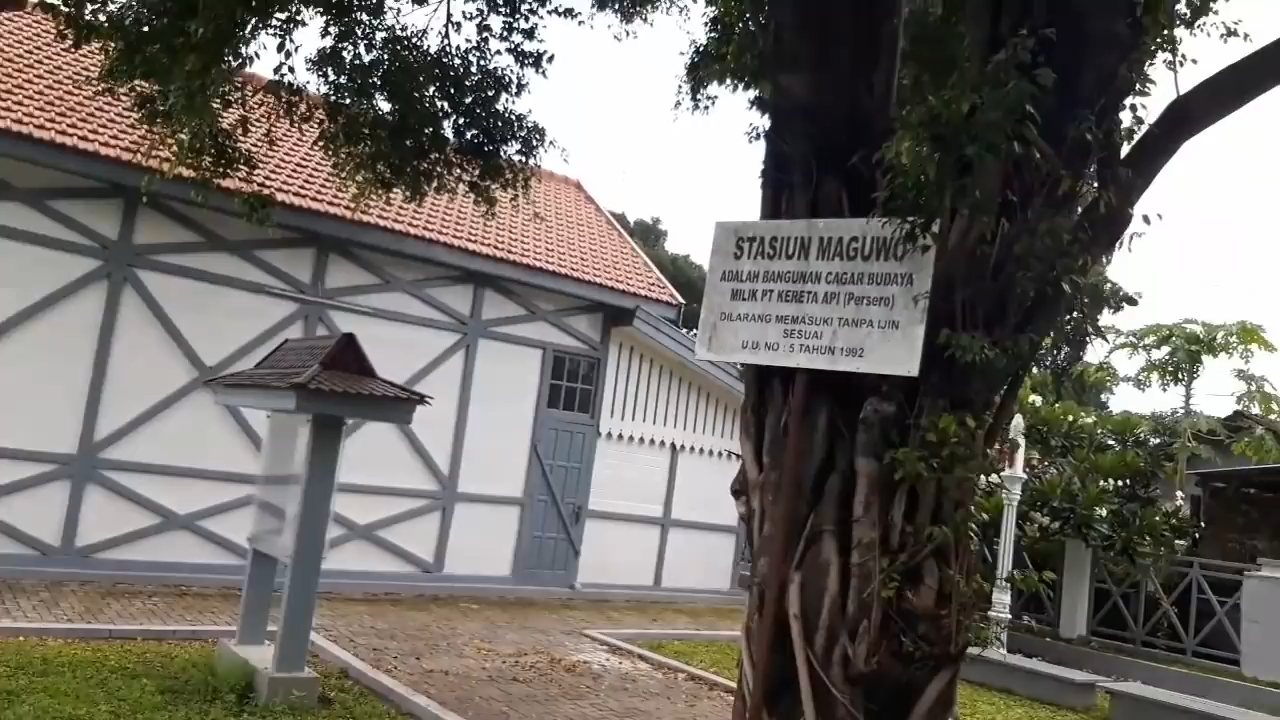 STASIUN MAGUWO
ADALAH BANGUNAN CAGAR BUDAYA
MILIK PT KERETA API (Persero)
DILARANG MEMASUKI TANPA IJIN
SESUAI
U.U. NO : 5 TAHUN 1992